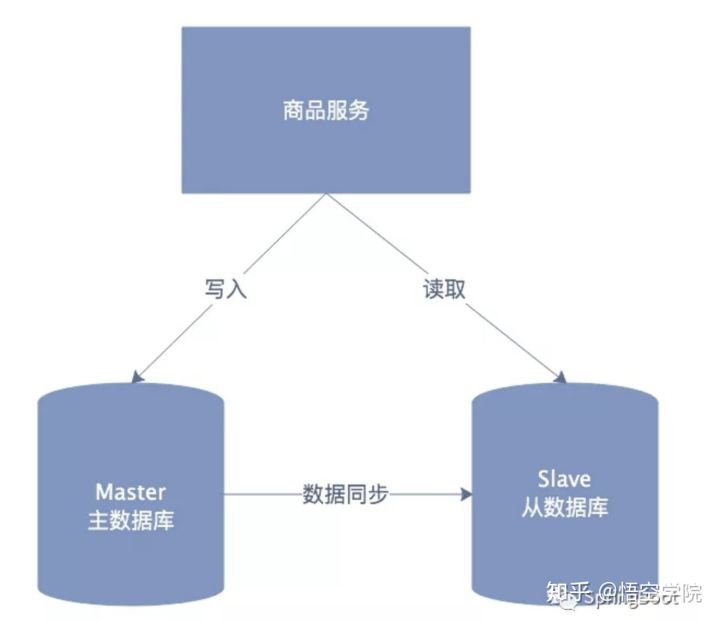 商品服务
写入
读取
Master
主数据库
数据同步
Slave
从数据库
知乎 @悟空学院
SpringBoot